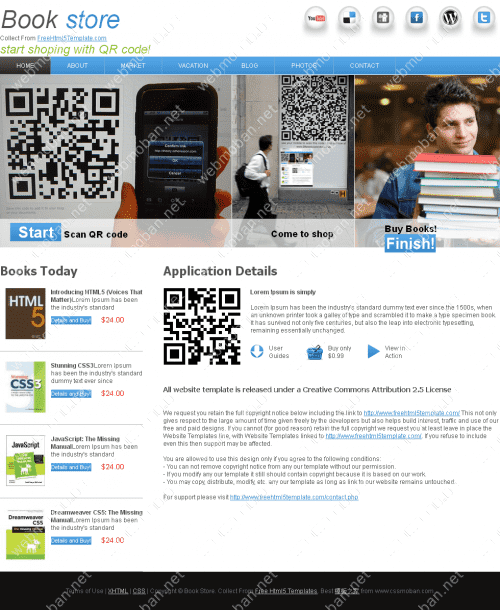 Book store
Collect From FreeHtml5Template.com
start shoping with QR code!
HOME ABOUT MARKET VACATION BLOG PHOTOS CONTACT
Start Scan QR code
Come to shop
Buy Books!
Finish!
Books Today
Introducing HTML5 (Voices That
Matter)Lorem Ipsum has been
the industry's standard
Details and Buy! $24.00
HTML
5
Stunning CSS3Lorem Ipsum
has been the industry's standard
dummy text ever since
Details and Buy! $24.00
CSS3
JavaScript: The Missing
Manual.Lorem Ipsum has been
the industry's standard
Details and Buy! $24.00
JavaScript
Dreamweaver CS5: The Missing
Manual.Lorem Ipsum has been
the industry's standard
Details and Buy! $24.00
Dreamweaver
CS5
Application Details
Lorem Ipsum is simply
Lorem Ipsum has been the industry's standard dummy text ever since the 1500s, when
an unknown printer took a galley of type and scrambled it to make a type specimen book.
It has survived not only five centuries, but also the leap into electronic typesetting,
remaining essentially unchanged.
User
Guides
Buy only
$0.99
View in
Action
All website template is released under a Creative Commons Attribution 2.5 License
We request you retain the full copyright notice below including the link to http://www.freehtml5template.com/ This not only
gives respect to the large amount of time given freely by the developers but also helps build interest, traffic and use of our
free and paid designs. If you cannot (for good reason) retain the full copyright we request you at least leave in place the
Website Templates line, with Website Templates linked to http://www.freehtml5template.com/. If you refuse to include
even this then support may be affected.
You are allowed to use this design only if you agree to the following conditions:
- You can not remove copyright notice from any our template without our permission.
- If you modify any our template it still should contain copyright because it is based on our work.
- You may copy, distribute, modify, etc. any our template as long as link to our website remains untouched.
For support please visit http://www.freehtml5template.com/contact.php
Terms of Use | XHTML | CSS | Copyright © Book Store. Collect From Free Html5 Templates. Best from www.cssmoban.com
webmoban.net